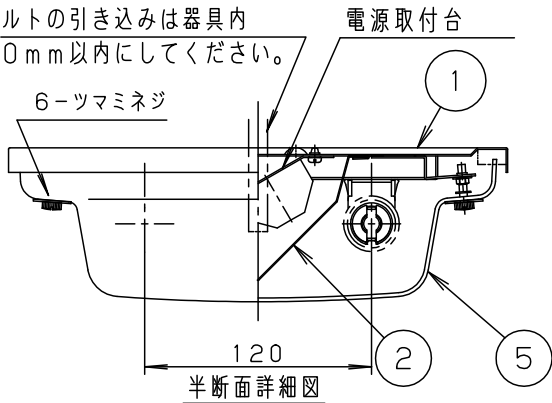 ルトの引き込みは器具内
0mm以内にしてください。
電源取付台
6-ツマミネジ
1
120
2
5
半断面詳細図